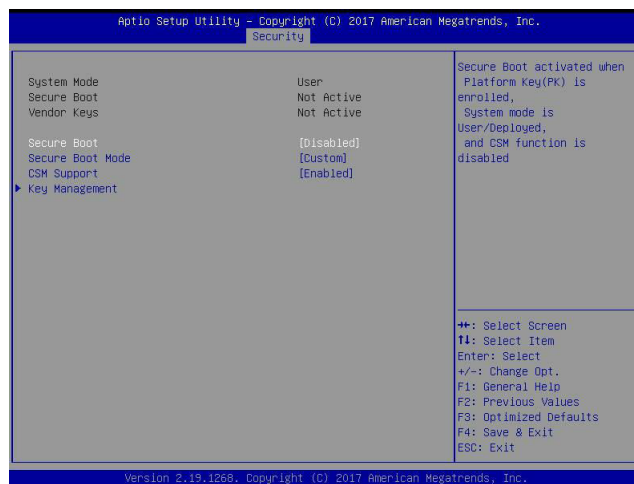 Aptio Setup Utility – Copyright (C) 2017 American Megatrends, Inc.
Security
System Mode User
Secure Boot Not Active
Vendor Keys Not Active
Secure Boot [Disabled]
Secure Boot Mode [Custom]
CSM Support [Enabled]
Key Management
Secure Boot activated when
Platform Key(PK) is
enrolled,
System mode is
User/Deployed,
and CSM function is
disabled
→←: Select Screen
↑↓: Select Item
Enter: Select
+/-: Change Opt.
F1: General Help
F2: Previous Values
F3: Optimized Defaults
F4: Save & Exit
ESC: Exit
Version 2.19.1268. Copyright (C) 2017 American Megatrends, Inc.